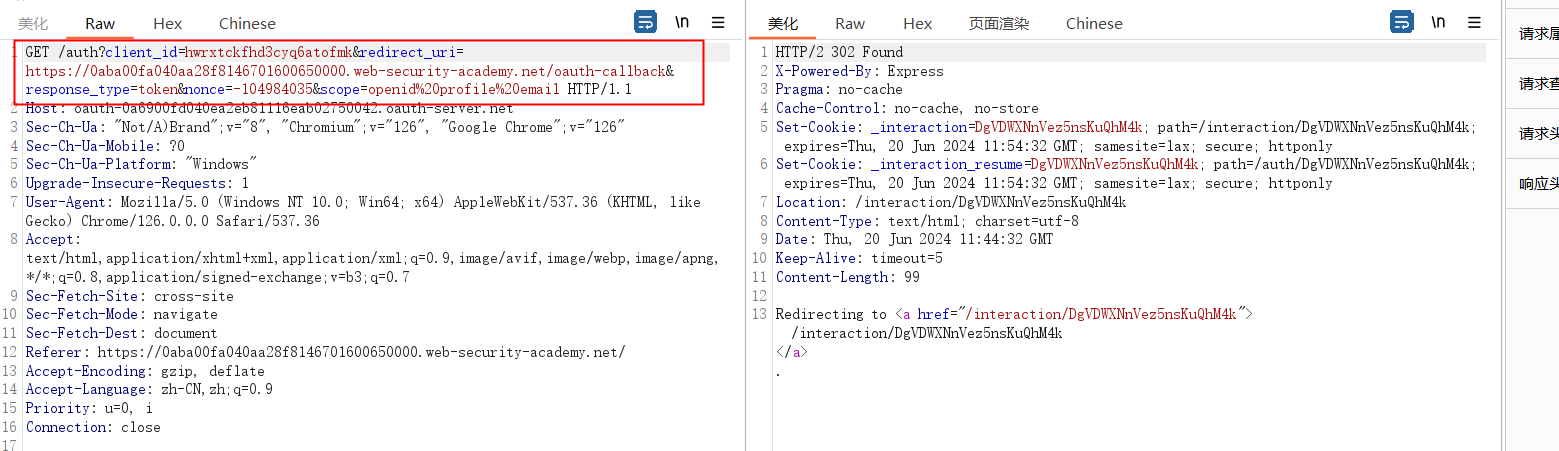 美化 Raw Hex Chinese \n
1 GET /auth?client_id=hwrxtckfhd3cyq6atofmk&redirect_uri=
https://0aba00fa040aa28f8146701600650000.web-security-academy.net/oauth-callback&
response_type=token&nonce=-104984035&scope=openid%20profile%20email HTTP/1.1
2 Host: oauth-0a6900fd040ea2eb81116eab02750042.oauth-server.net
3 Sec-Ch-Ua: "Not/A)Brand";v="8", "Chromium";v="126", "Google Chrome";v="126"
4 Sec-Ch-Ua-Mobile: ?0
5 Sec-Ch-Ua-Platform: "Windows"
6 Upgrade-Insecure-Requests: 1
7 User-Agent: Mozilla/5.0 (Windows NT 10.0; Win64; x64) AppleWebKit/537.36 (KHTML, like
Gecko) Chrome/126.0.0.0 Safari/537.36
8 Accept:
text/html,application/xhtml+xml,application/xml;q=0.9,image/avif,image/webp,image/apng,
*/*;q=0.8,application/signed-exchange;v=b3;q=0.7
9 Sec-Fetch-Site: cross-site
10 Sec-Fetch-Mode: navigate
11 Sec-Fetch-Dest: document
12 Referer: https://0aba00fa040aa28f8146701600650000.web-security-academy.net/
13 Accept-Encoding: gzip, deflate
14 Accept-Language: zh-CN,zh;q=0.9
15 Priority: u=0, i
16 Connection: close
17
美化 Raw Hex 页面渲染 Chinese \n
1 HTTP/2 302 Found
2 X-Powered-By: Express
3 Pragma: no-cache
4 Cache-Control: no-cache, no-store
5 Set-Cookie: _interaction=DgVDWXNnVez5nsKuQhM4k; path=/interaction/DgVDWXNnVez5nsKuQhM4k;
expires=Thu, 20 Jun 2024 11:54:32 GMT; samesite=lax; secure; httponly
6 Set-Cookie: _interaction_resume=DgVDWXNnVez5nsKuQhM4k; path=/auth/DgVDWXNnVez5nsKuQhM4k;
expires=Thu, 20 Jun 2024 11:54:32 GMT; samesite=lax; secure; httponly
7 Location: /interaction/DgVDWXNnVez5nsKuQhM4k
8 Content-Type: text/html; charset=utf-8
9 Date: Thu, 20 Jun 2024 11:44:32 GMT
10 Keep-Alive: timeout=5
11 Content-Length: 99
12
13 Redirecting to <a href="/interaction/DgVDWXNnVez5nsKuQhM4k">
/interaction/DgVDWXNnVez5nsKuQhM4k
</a>
.
请求属
请求查
请求头
响应头